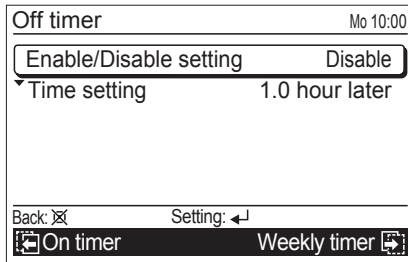 Off timer Mo 10:00
Enable/Disable setting Disable
Time setting 1.0 hour later
Back: Setting:
On timer Weekly timer